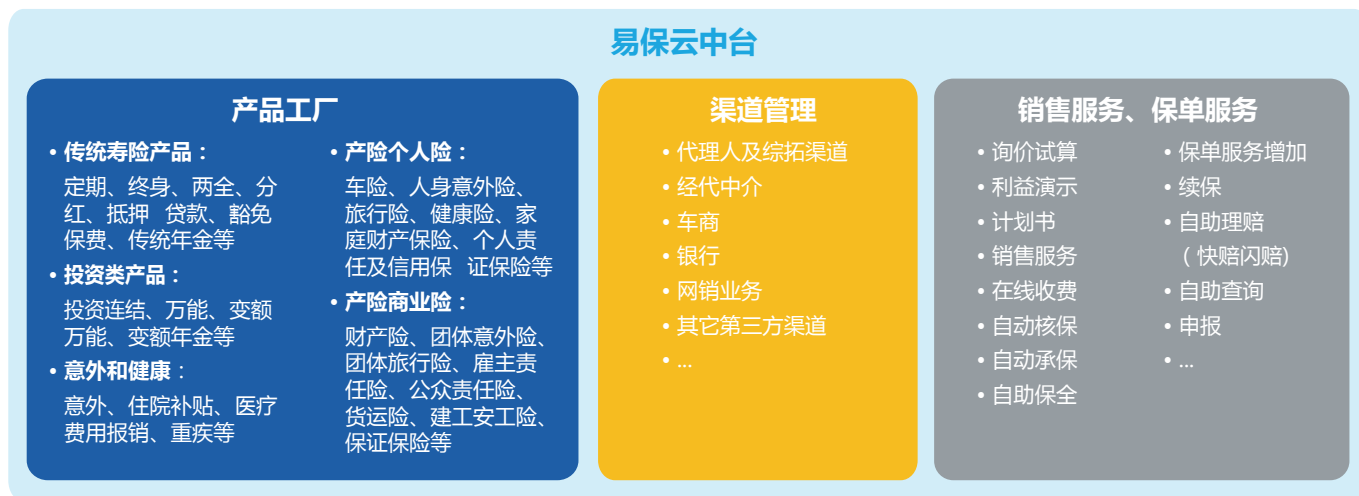 易保云中台
产品工厂
• 传统寿险产品：
定期、终身、两全、分
红、抵押 贷款、豁免
保费、传统年金等
• 投资类产品：
投资连结、万能、变额
万能、变额年金等
• 意外和健康：
意外、住院补贴、医疗
费用报销、重疾等
• 产险个人险：
车险、人身意外险、
旅行险、健康险、家
庭财产保险、个人责
任及信用保 证保险等
• 产险商业险：
财产险、团体意外险、
团体旅行险、雇主责
任险、公众责任险、
货运险、建工安工险、
保证保险等
渠道管理
• 代理人及综拓渠道
• 经代中介
• 车商
• 银行
• 网销业务
• 其它第三方渠道
• ...
销售服务、保单服务
• 询价试算
• 利益演示
• 计划书
• 销售服务
• 在线收费
• 自动核保
• 自动承保
• 自助保全
• 保单服务增加
• 续保
• 自助理赔
（快赔闪赔)
• 自助查询
• 申报
• ...